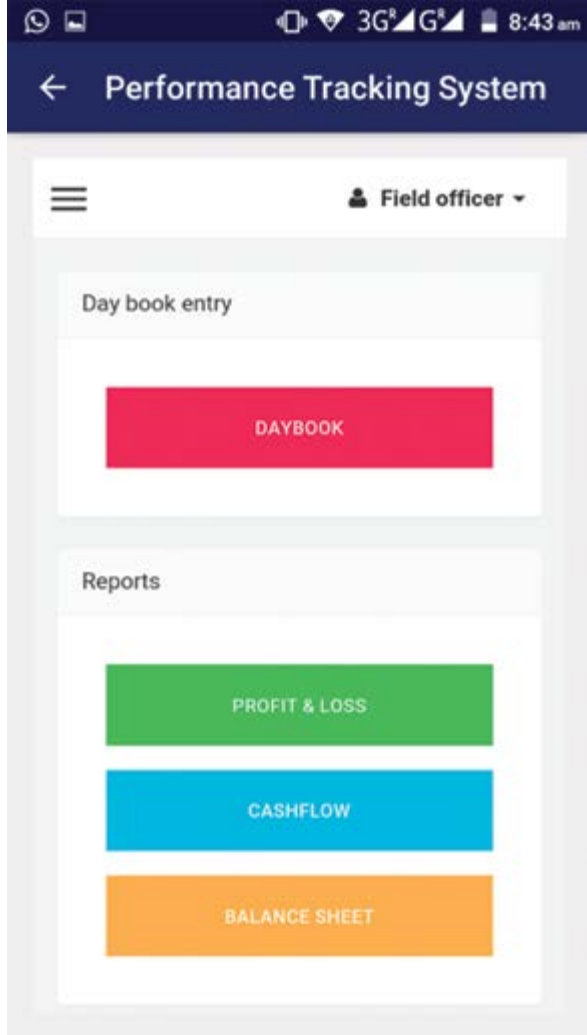 3G R G R 8:43 am
Performance Tracking System
Field officer
Day book entry
DAYBOOK
Reports
PROFIT & LOSS
CASHFLOW
BALANCE SHEET